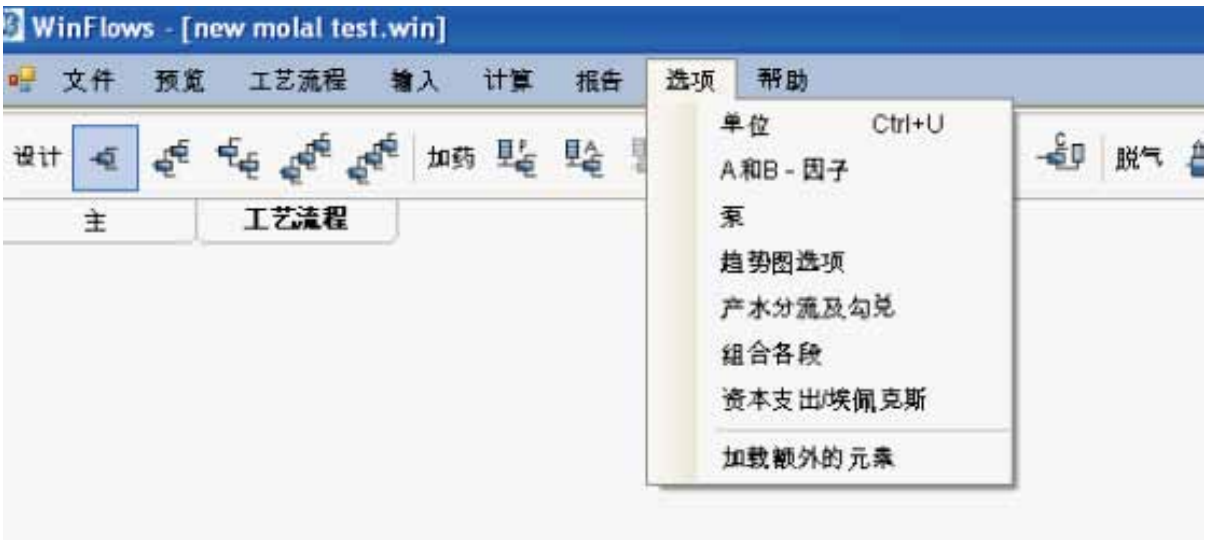 WinFlows - [new molal test.win]
文件 预览 工艺流程 输入 计算 报告 选项 帮助
设计 加药 脱气
主 工艺流程
单位 Ctrl+U
A和B - 因子
泵
趋势图选项
产水分流及勾兑
组合各段
资本支出/埃佩克斯
加载额外的元素